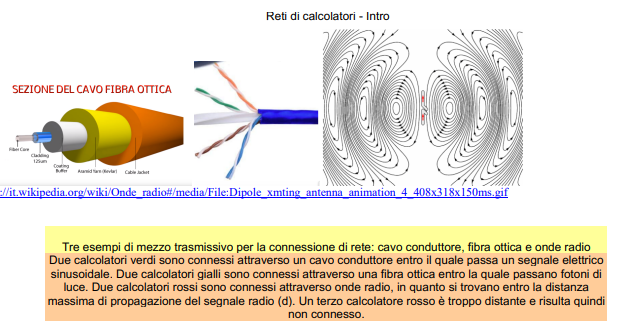 Reti di calcolatori - Intro
SEZIONE DEL CAVO FIBRA OTTICA
Fiber Core
Cladding
125um
Coating
Buffer
Aramid Yarn (Kevlar)
Cable Jacket
://it.wikipedia.org/wiki/Onde_radio#/media/File:Dipole_xmting_antenna_animation_4_408x318x150ms.gif
Tre esempi di mezzo trasmissivo per la connessione di rete: cavo conduttore, fibra ottica e onde radio
Due calcolatori verdi sono connessi attraverso un cavo conduttore entro il quale passa un segnale elettrico
sinusoidale. Due calcolatori gialli sono connessi attraverso una fibra ottica entro la quale passano fotoni di
luce. Due calcolatori rossi sono connessi attraverso onde radio, in quanto si trovano entro la distanza
massima di propagazione del segnale radio (d). Un terzo calcolatore rosso è troppo distante e risulta quindi
non connesso.